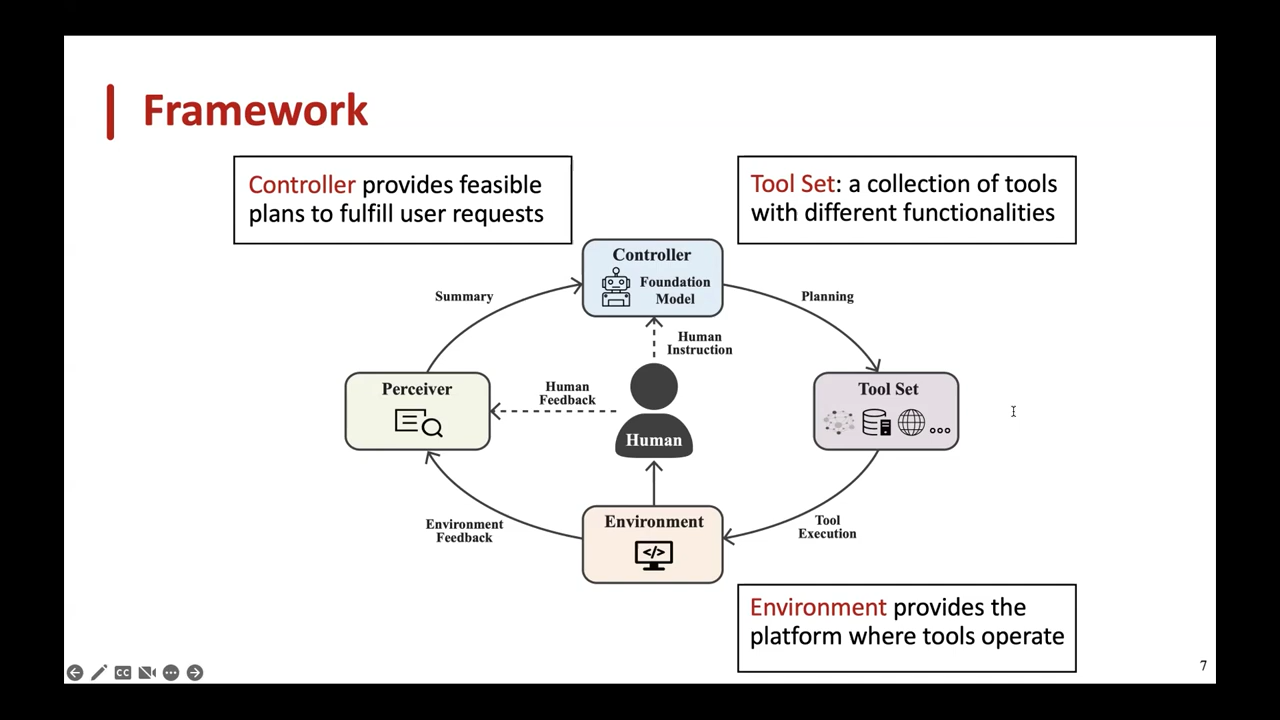 Framework
Controller provides feasible
plans to fulfill user requests
Tool Set: a collection of tools
with different functionalities
Controller
Foundation
Model
Summary
Planning
Human
Instruction
Perceiver
Human
Feedback
Tool Set
Human
Environment
</>
Environment
Feedback
Tool
Execution
Environment provides the
platform where tools operate
CC
7